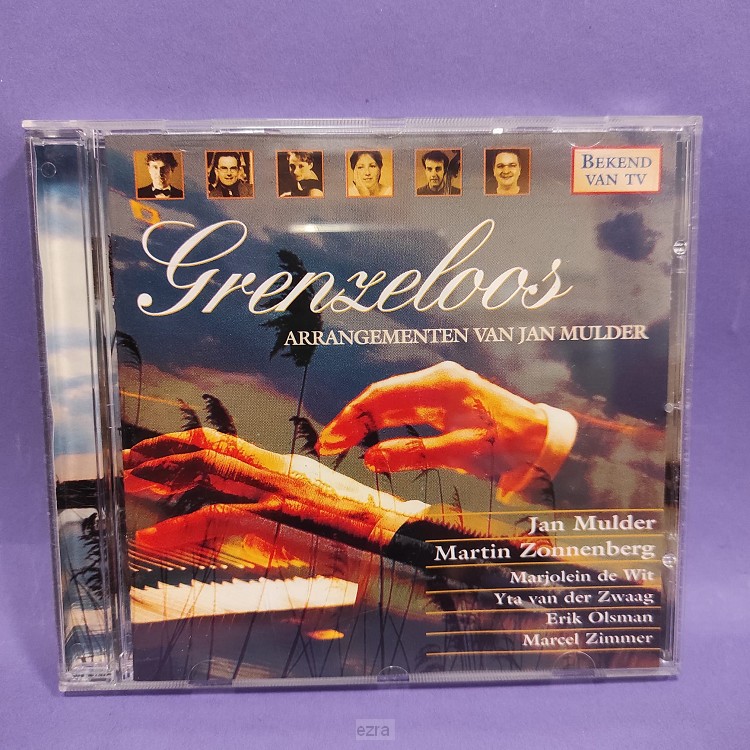 BEKEND
VAN TV
Grenzeloos
ARRANGEMENTEN VAN JAN MULDER
Jan Mulder
Martin Zonnenberg
Marjolein de Wit
Yta van der Zwaag
Erik Olsman
Marcel Zimmer
ezra